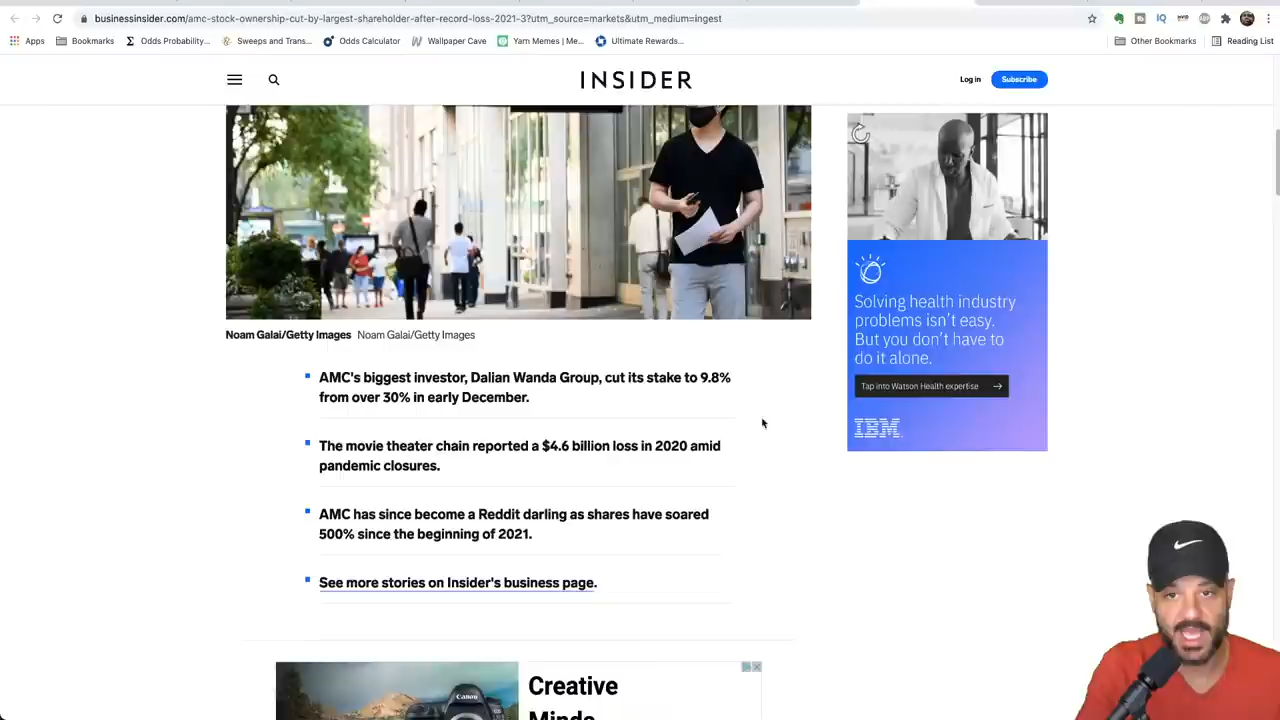 businessinsider.com/amc-stock-ownership-cut-by-largest-shareholder-after-record-loss-2021-3?utm_source=markets&utm_medium=ingest
Apps
Bookmarks
Odds Probability...
Sweeps and Trans...
Odds Calculator
Wallpaper Cave
Yarn Memes | Me...
Ultimate Rewards...
Other Bookmarks
Reading List
INSIDER
Log in
Subscribe
Noam Galai/Getty Images Noam Galai/Getty Images
AMC's biggest investor, Dalian Wanda Group, cut its stake to 9.8%
from over 30% in early December.
The movie theater chain reported a $4.6 billion loss in 2020 amid
pandemic closures.
AMC has since become a Reddit darling as shares have soared
500% since the beginning of 2021.
See more stories on Insider's business page.
Solving health industry
problems isn't easy.
But you don't have to
do it alone.
Tap into Watson Health expertise
IBM
Canon
Creative
Minds